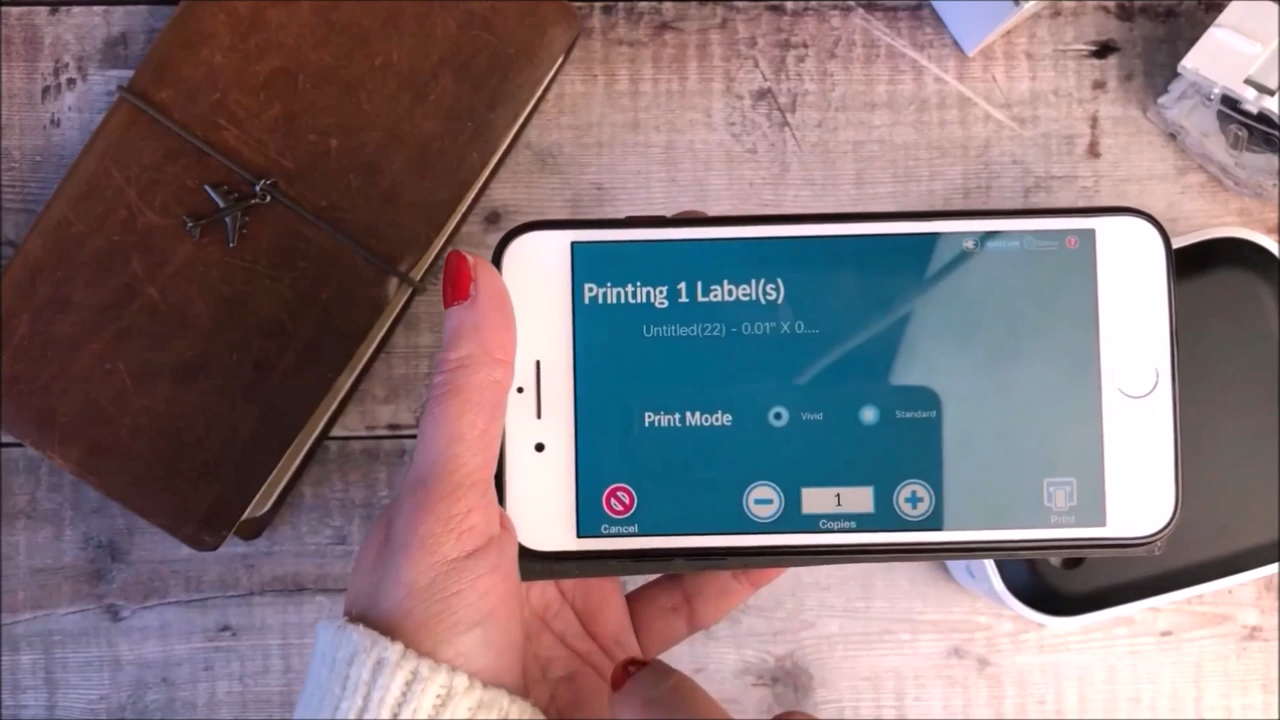 Printing 1 Label(s)
Untitled(22) - 0.01" X 0....
Print Mode
Vivid
Standard
1
Cancel
Copies
Print